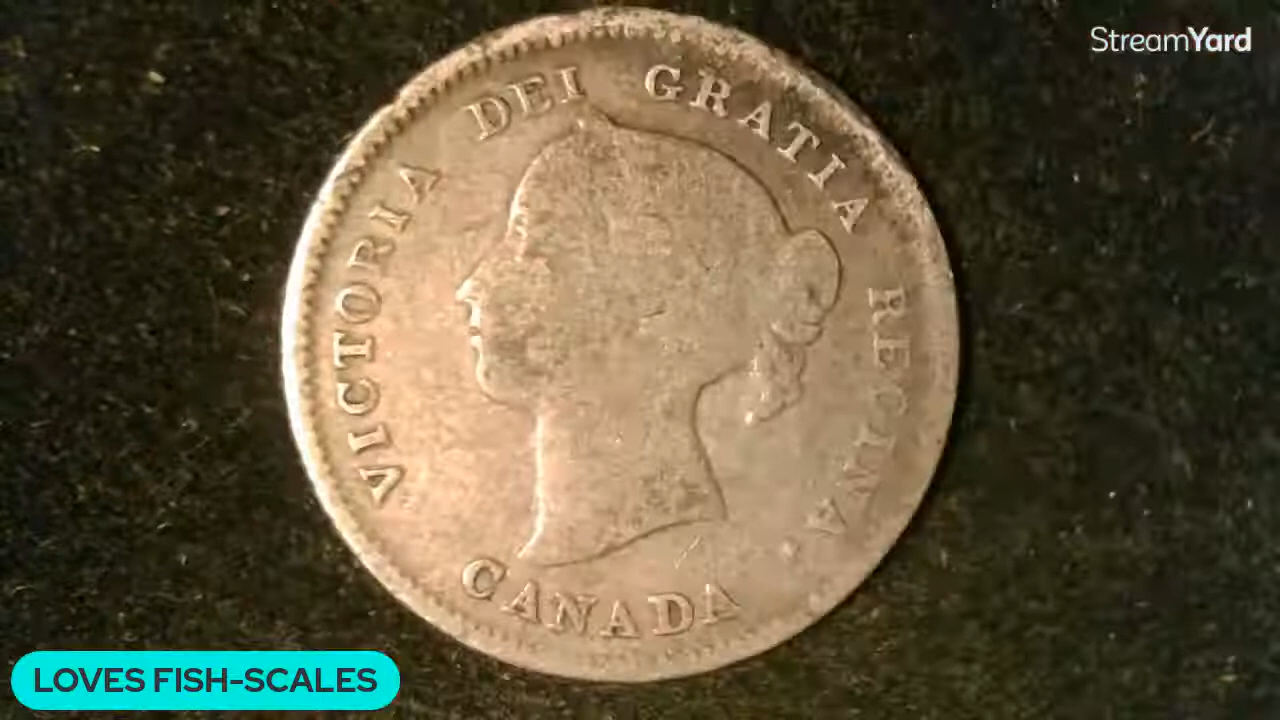 StreamYard
VICTORIA DEI GRATIA REGINA.
CANADA
LOVES FISH-SCALES